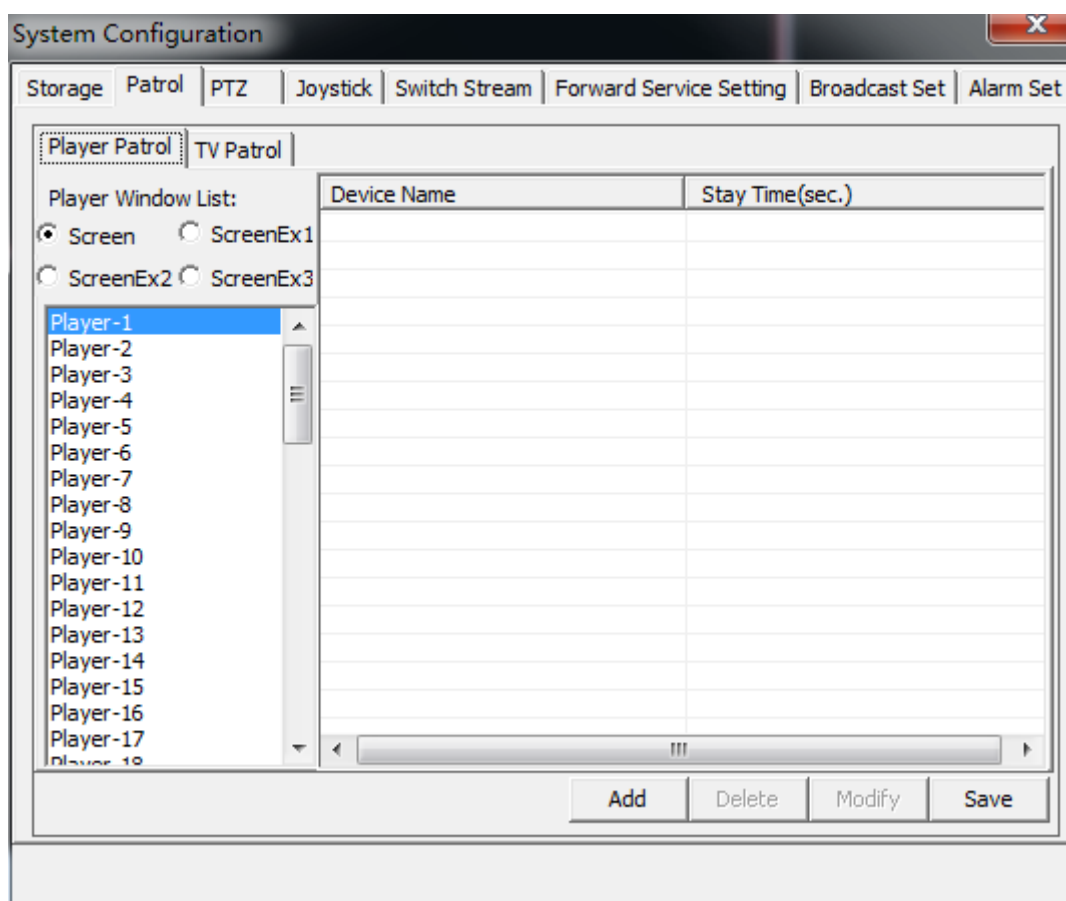 System Configuration
Storage Patrol PTZ Joystick Switch Stream Forward Service Setting Broadcast Set Alarm Set
Player Patrol TV Patrol
Player Window List:
Device Name Stay Time(sec.)
Screen ScreenEx1
ScreenEx2 ScreenEx3
Player-1
Player-2
Player-3
Player-4
Player-5
Player-6
Player-7
Player-8
Player-9
Player-10
Player-11
Player-12
Player-13
Player-14
Player-15
Player-16
Player-17
Player-18
Add Delete Modify Save